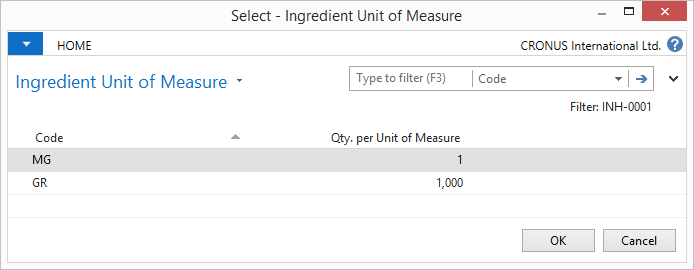 Select - Ingredient Unit of Measure
HOME
CRONUS International Ltd.
?
Ingredient Unit of Measure
Type to filter (F3)
Code
Filter: INH-0001
Code
Qty. per Unit of Measure
MG
1
GR
1,000
OK
Cancel